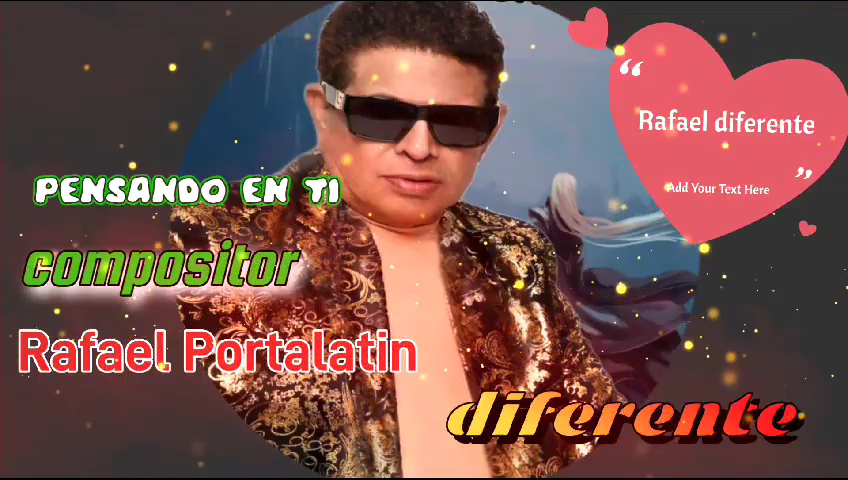 “
Rafael diferente
”
Add Your Text Here
PENSANDO EN TI
compositor
Rafael Portalatin
diferente